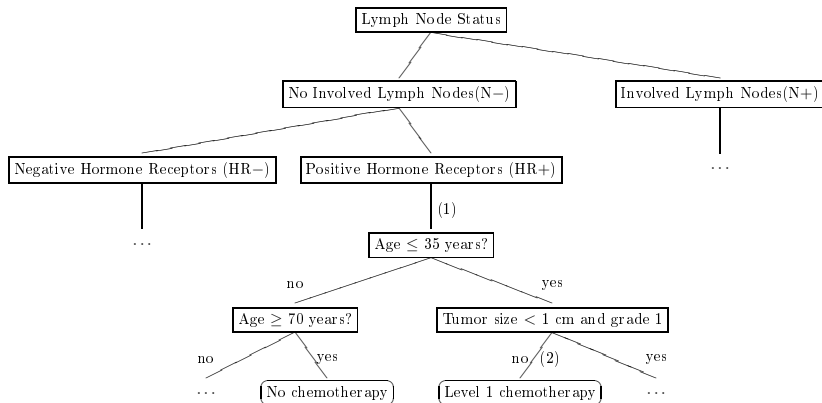 Lymph Node Status
No Involved Lymph Nodes(N−)
Involved Lymph Nodes(N+)
Negative Hormone Receptors (HR−)
Positive Hormone Receptors (HR+)
...
(1)
...
Age ≤ 35 years?
no
yes
Age ≥ 70 years?
Tumor size < 1 cm and grade 1
no
yes
no (2)
yes
...
No chemotherapy
Level 1 chemotherapy
...